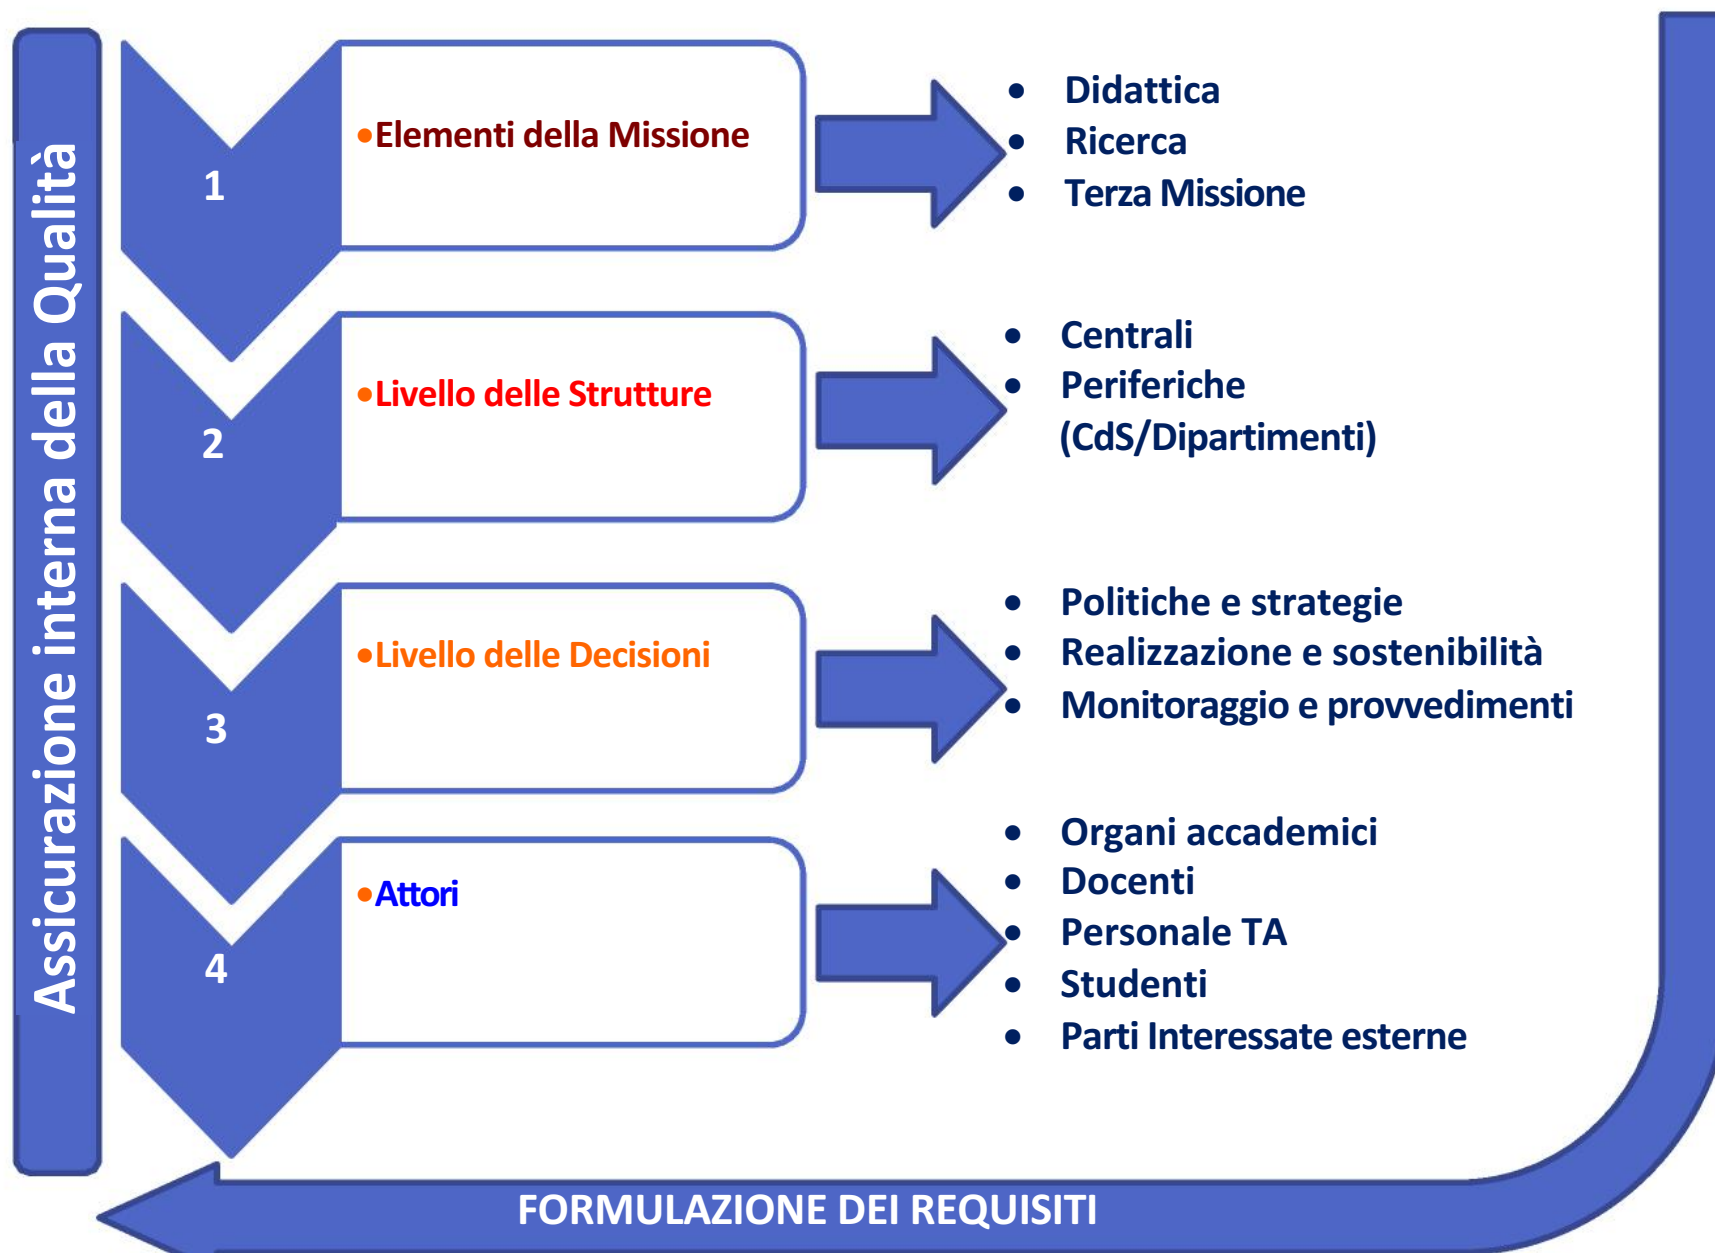 Assicurazione interna della Qualità
1
•Elementi della Missione
• Didattica
• Ricerca
• Terza Missione
2
•Livello delle Strutture
• Centrali
• Periferiche
(CdS/Dipartimenti)
3
•Livello delle Decisioni
• Politiche e strategie
• Realizzazione e sostenibilità
• Monitoraggio e provvedimenti
4
•Attori
• Organi accademici
• Docenti
• Personale TA
• Studenti
• Parti Interessate esterne
FORMULAZIONE DEI REQUISITI